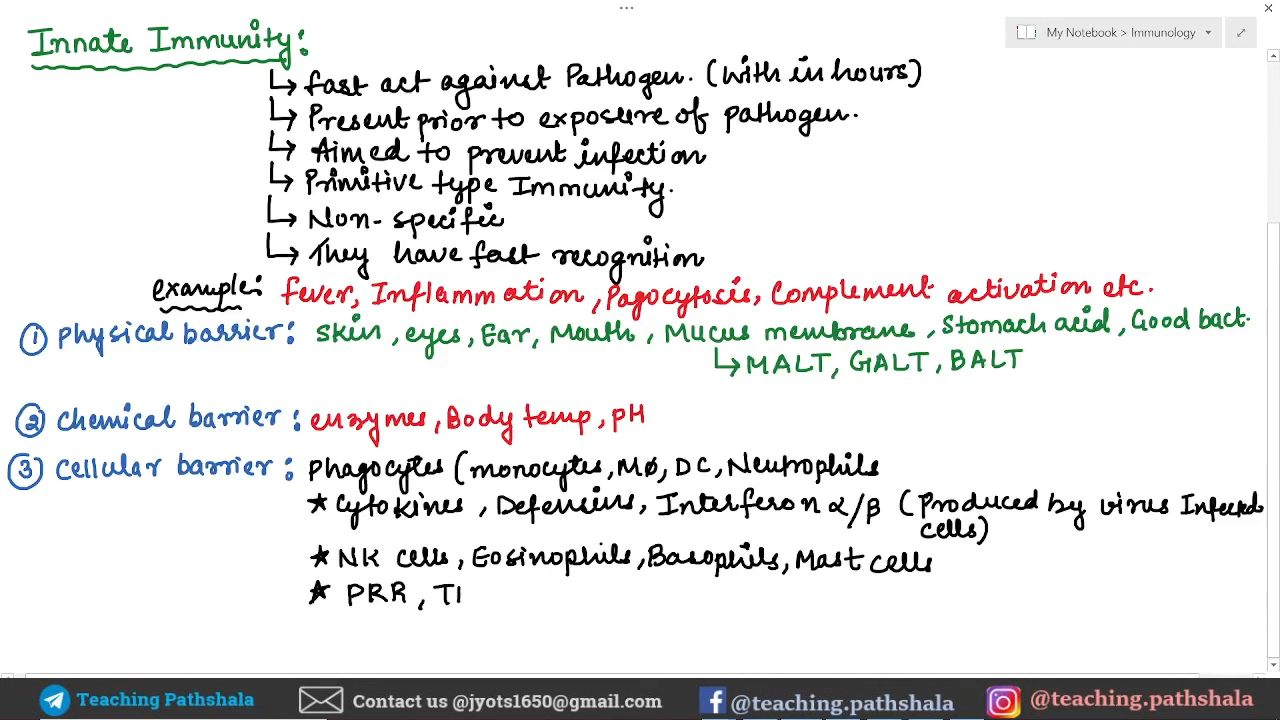 Innate Immunity:
My Notebook > Immunology
↳ fast act against Pathogen. (with in hours)
↳ Present prior to exposure of pathogen.
↳ Aimed to prevent infection
↳ Primitive type Immunity.
↳ Non-specific
↳ They have fast recognition
example: fever, Inflammation, Pagocytosis, Complement activation etc.
① Physical barrier: skin, eyes, Ear, Mouth, Mucus membrane, Stomach acid, Good bact.
↳ MALT, GALT, BALT
② Chemical barrier: enzymes, Body temp, pH
③ Cellular barrier: Phagocytes (monocytes, MØ, DC, Neutrophils
★ Cytokines, Defensins, Interferon α/β (Produced by virus Infected
cells)
★ NK cells, Eosinophils, Basophils, Mast cells
★ PRR, TI
Teaching Pathshala Contact us @jyots1650@gmail.com @teaching.pathshala @teaching.pathshala